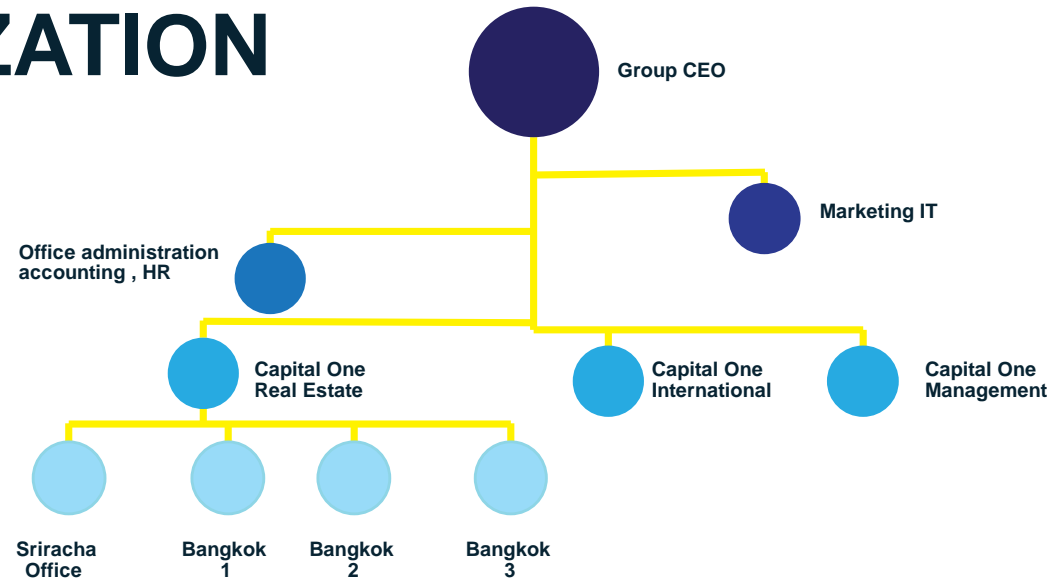 ZATION
Group CEO
Marketing IT
Office administration
accounting , HR
Capital One
Real Estate
Capital One
International
Capital One
Management
Sriracha
Office
Bangkok
1
Bangkok
2
Bangkok
3